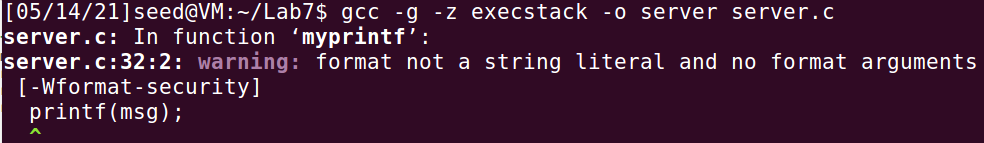 [05/14/21]seed@VM:~/Lab7$ gcc -g -z execstack -o server server.c
server.c: In function ‘myprintf’:
server.c:32:2: warning: format not a string literal and no format arguments
[-Wformat-security]
printf(msg);
^